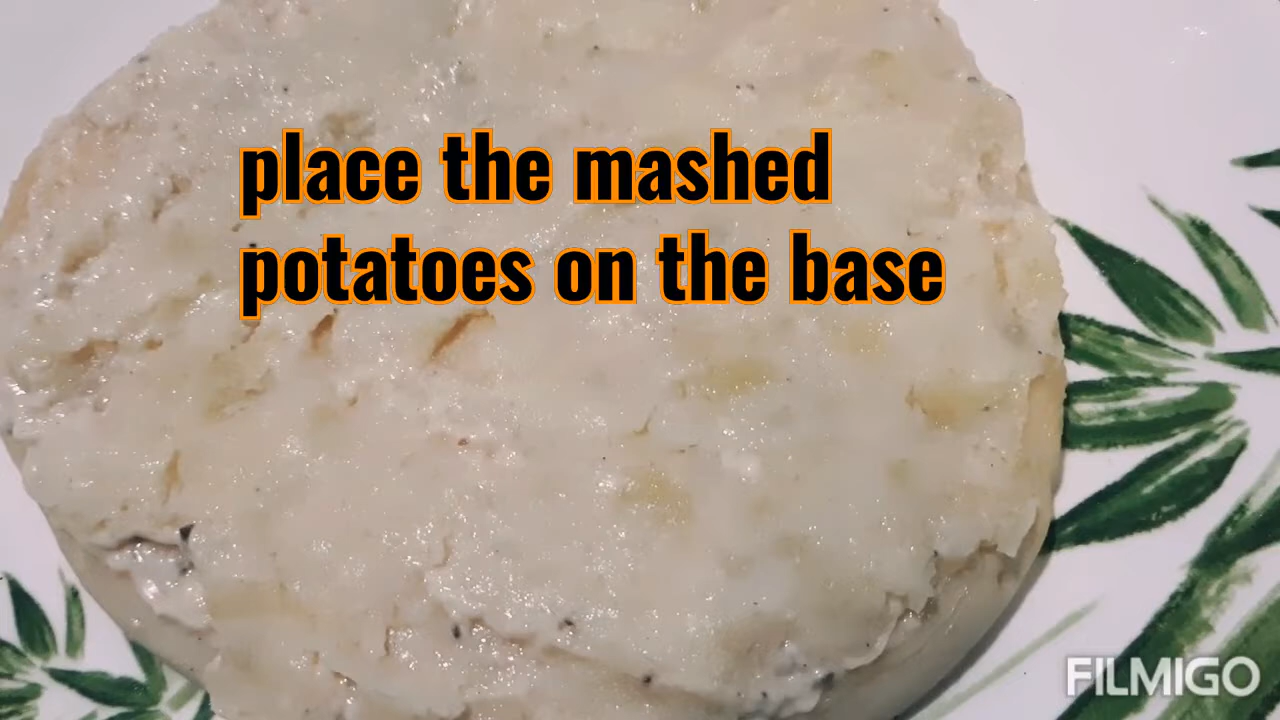 place the mashed
potatoes on the base
FILMIGO